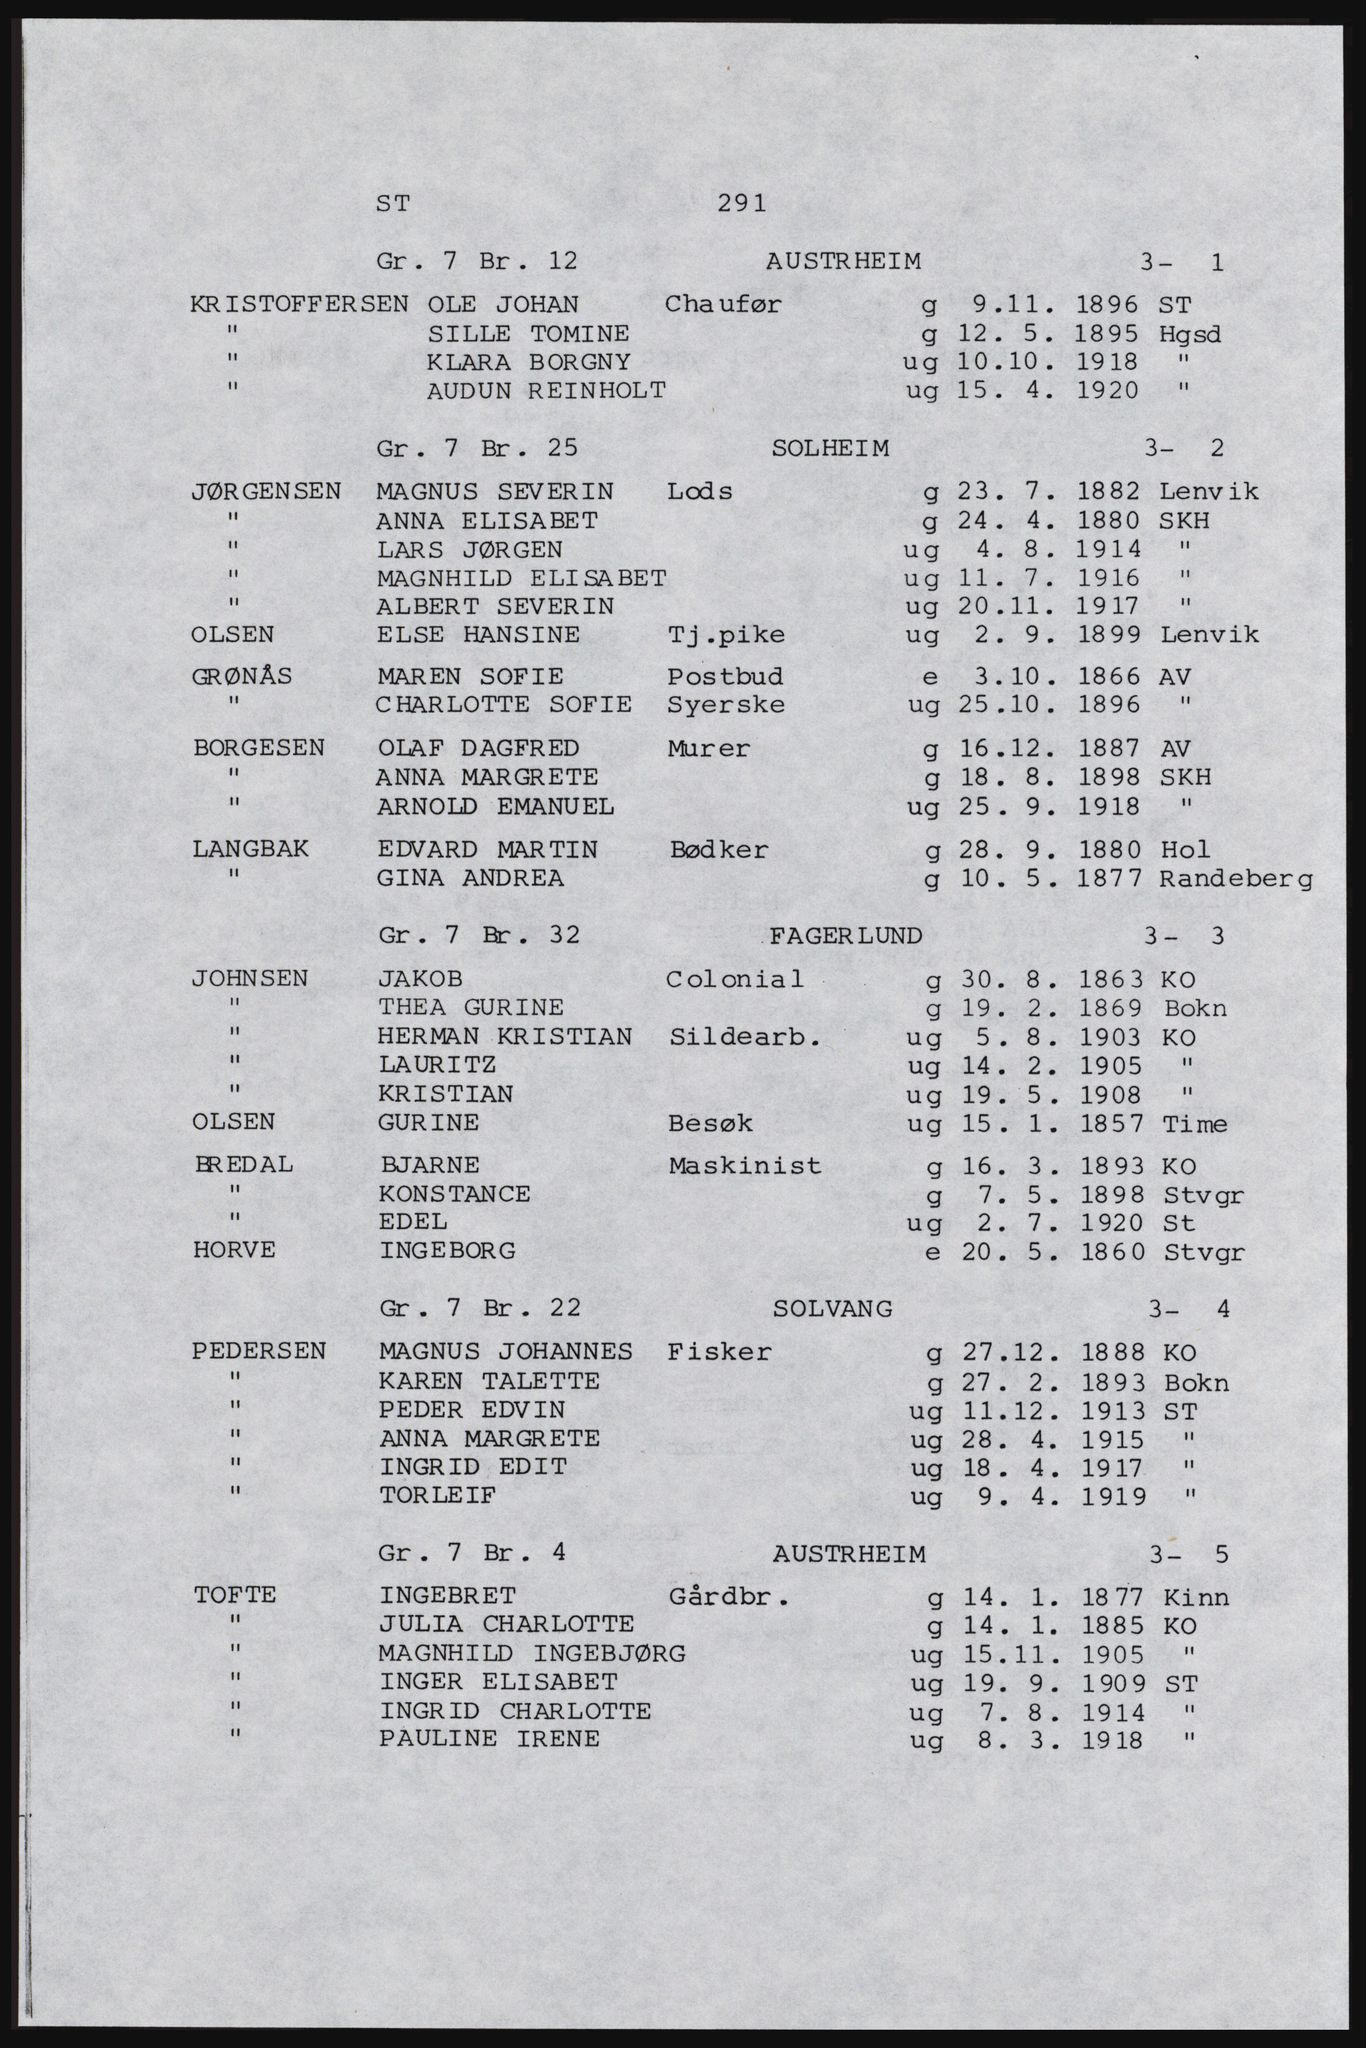 ST 291
Gr. 7 Br. 12 AUSTRHEIM 3- 1
KRISTOFFERSEN OLE JOHAN Chaufør g 9.11. 1896 ST
" SILLE TOMINE g 12. 5. 1895 Hgsd
" KLARA BORGNY ug 10.10. 1918 "
" AUDUN REINHOLT ug 15. 4. 1920 "
Gr. 7 Br. 25 SOLHEIM 3- 2
JØRGENSEN MAGNUS SEVERIN Lods g 23. 7. 1882 Lenvik
" ANNA ELISABET g 24. 4. 1880 SKH
" LARS JØRGEN ug 4. 8. 1914 "
" MAGNHILD ELISABET ug 11. 7. 1916 "
" ALBERT SEVERIN ug 20.11. 1917 "
OLSEN ELSE HANSINE Tj.pike ug 2. 9. 1899 Lenvik
GRØNÅS MAREN SOFIE Postbud e 3.10. 1866 AV
" CHARLOTTE SOFIE Syerske ug 25.10. 1896 "
BORGESEN OLAF DAGFRED Murer g 16.12. 1887 AV
" ANNA MARGRETE g 18. 8. 1898 SKH
" ARNOLD EMANUEL ug 25. 9. 1918 "
LANGBAK EDVARD MARTIN Bødker g 28. 9. 1880 Hol
" GINA ANDREA g 10. 5. 1877 Randeberg
Gr. 7 Br. 32 FAGERLUND 3- 3
JOHNSEN JAKOB Colonial g 30. 8. 1863 KO
" THEA GURINE g 19. 2. 1869 Bokn
" HERMAN KRISTIAN Sildearb. ug 5. 8. 1903 KO
" LAURITZ ug 14. 2. 1905 "
" KRISTIAN ug 19. 5. 1908 "
OLSEN GURINE Besøk ug 15. 1. 1857 Time
BREDAL BJARNE Maskinist g 16. 3. 1893 KO
" KONSTANCE g 7. 5. 1898 Stvgr
" EDEL ug 2. 7. 1920 St
HORVE INGEBORG e 20. 5. 1860 Stvgr
Gr. 7 Br. 22 SOLVANG 3- 4
PEDERSEN MAGNUS JOHANNES Fisker g 27.12. 1888 KO
" KAREN TALETTE g 27. 2. 1893 Bokn
" PEDER EDVIN ug 11.12. 1913 ST
" ANNA MARGRETE ug 28. 4. 1915 "
" INGRID EDIT ug 18. 4. 1917 "
" TORLEIF ug 9. 4. 1919 "
Gr. 7 Br. 4 AUSTRHEIM 3- 5
TOFTE INGEBRET Gårdbr. g 14. 1. 1877 Kinn
" JULIA CHARLOTTE g 14. 1. 1885 KO
" MAGNHILD INGEBJØRG ug 15.11. 1905 "
" INGER ELISABET ug 19. 9. 1909 ST
" INGRID CHARLOTTE ug 7. 8. 1914 "
" PAULINE IRENE ug 8. 3. 1918 "